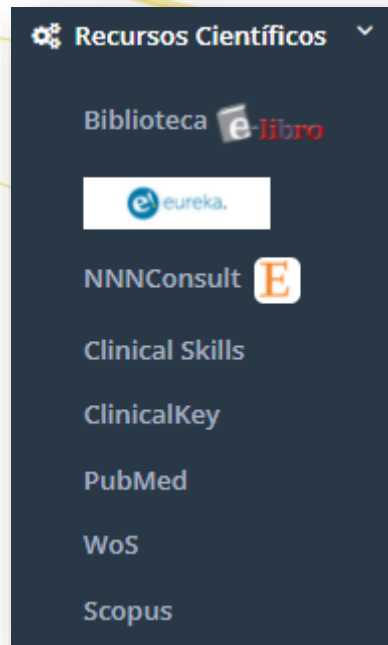 Recursos Científicos
Biblioteca e-libro
e! eureka.
NNNConsult E
Clinical Skills
ClinicalKey
PubMed
WoS
Scopus